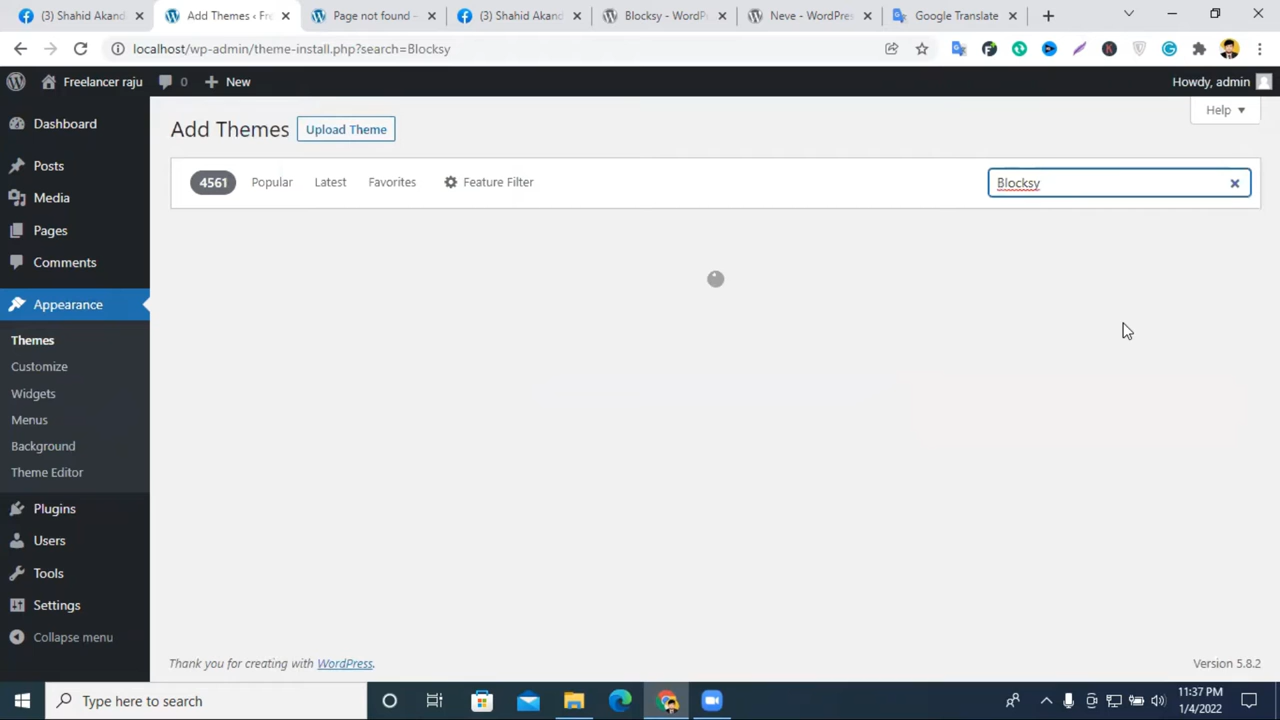 (3) Shahid Akand
Add Themes ‹ Fre
Page not found –
(3) Shahid Akand
Blocksy - WordPr
Neve - WordPres
Google Translate
localhost/wp-admin/theme-install.php?search=Blocksy
Freelancer raju
0
New
Howdy, admin
Dashboard
Posts
Media
Pages
Comments
Appearance
Themes
Customize
Widgets
Menus
Background
Theme Editor
Plugins
Users
Tools
Settings
Collapse menu
Help
Add Themes
Upload Theme
4561
Popular
Latest
Favorites
Feature Filter
Blocksy
Thank you for creating with WordPress.
Version 5.8.2
Type here to search
11:37 PM
1/4/2022